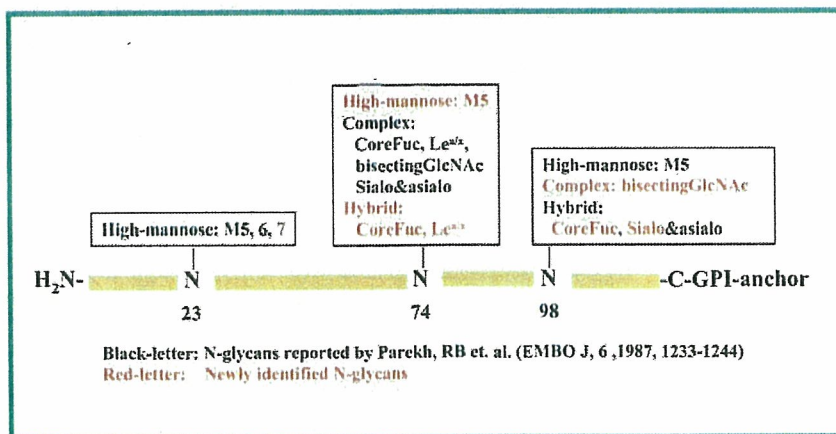 High-mannose: M5
Complex:
CoreFuc, Le^a/x,
bisectingGlcNAc
Sialo&asialo
Hybrid:
CoreFuc, Le^a/x
High-mannose: M5
Complex: bisectingGlcNAc
Hybrid:
CoreFuc, Sialo&asialo
High-mannose: M5, 6, 7
H₂N- N N N -C-GPI-anchor
23 74 98
Black-letter: N-glycans reported by Parekh, RB et. al. (EMBO J, 6 ,1987, 1233-1244)
Red-letter: Newly identified N-glycans